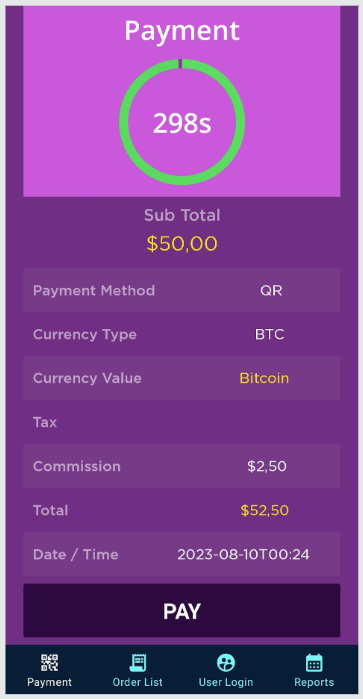 Payment
298s
Sub Total
$50,00
Payment Method QR
Currency Type BTC
Currency Value Bitcoin
Tax
Commission $2,50
Total $52,50
Date / Time 2023-08-10T00:24
PAY
Payment Order List User Login Reports